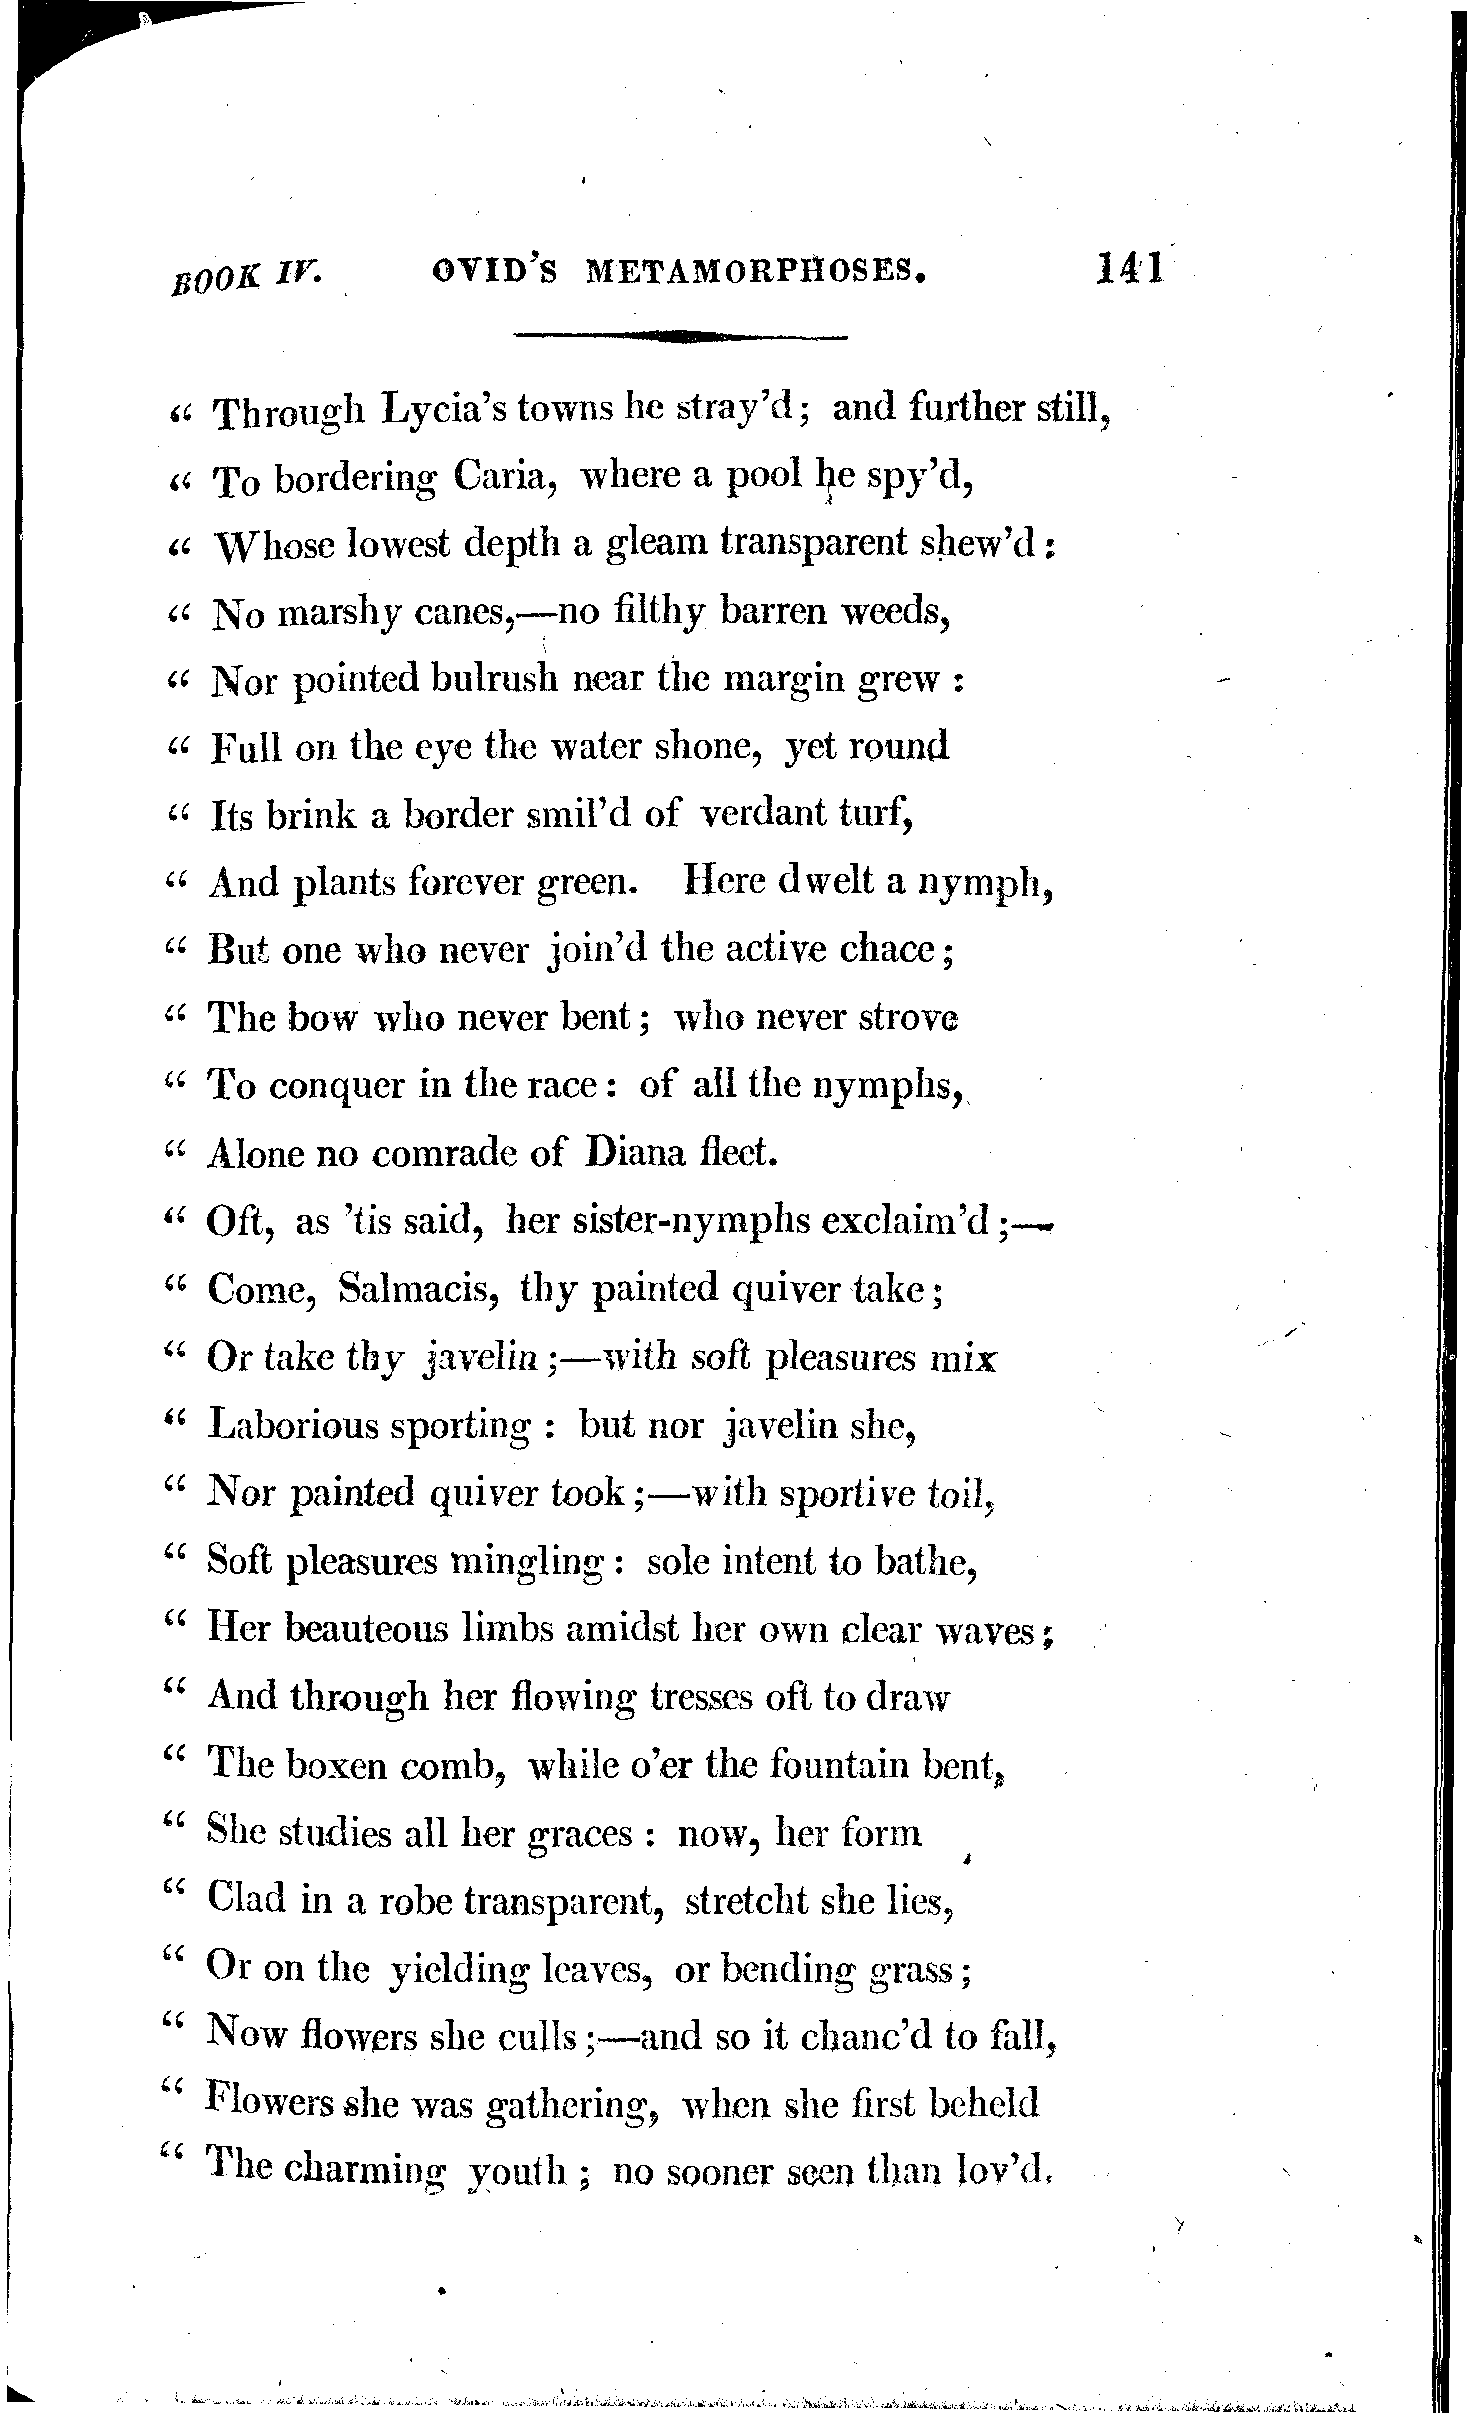 BOOK IV. OVID'S METAMORPHOSES. 141
“ Through Lycia's towns he stray'd; and further still,
“ To bordering Caria, where a pool he spy'd,
“ Whose lowest depth a gleam transparent shew'd:
“ No marshy canes,—no filthy barren weeds,
“ Nor pointed bulrush near the margin grew :
“ Full on the eye the water shone, yet round
“ Its brink a border smil'd of verdant turf,
“ And plants forever green. Here dwelt a nymph,
“ But one who never join'd the active chace;
“ The bow who never bent; who never strove
“ To conquer in the race: of all the nymphs,
“ Alone no comrade of Diana fleet.
“ Oft, as 'tis said, her sister-nymphs exclaim'd;—
“ Come, Salmacis, thy painted quiver take;
“ Or take thy javelin;—with soft pleasures mix
“ Laborious sporting : but nor javelin she,
“ Nor painted quiver took;—with sportive toil,
“ Soft pleasures mingling: sole intent to bathe,
“ Her beauteous limbs amidst her own clear waves;
“ And through her flowing tresses oft to draw
“ The boxen comb, while o'er the fountain bent,
“ She studies all her graces : now, her form
“ Clad in a robe transparent, stretcht she lies,
“ Or on the yielding leaves, or bending grass;
“ Now flowers she culls;—and so it chanc'd to fall,
“ Flowers she was gathering, when she first beheld
“ The charming youth ; no sooner seen than lov'd.